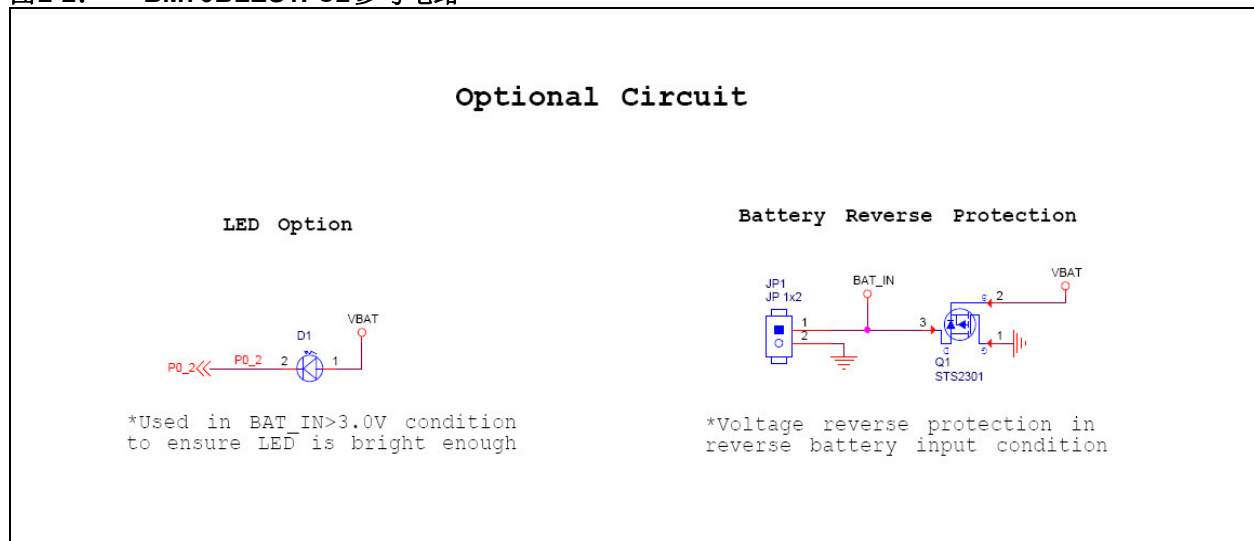 Optional Circuit
LED Option
VBAT
D1
P0_2
P0_2
2
1
*Used in BAT_IN>3.0V condition
to ensure LED is bright enough
Battery Reverse Protection
JP1
JP 1x2
BAT_IN
VBAT
1
2
3
S
2
1
D
G
Q1
STS2301
*Voltage reverse protection in
reverse battery input condition